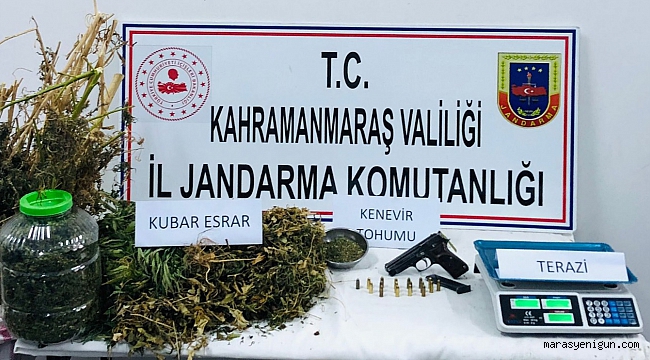 T.C.
KAHRAMANMARAŞ VALİLİĞİ
İL JANDARMA KOMUTANLIĞI
JANDARMA
KUBAR ESRAR
KENEVİR
TOHUMU
TERAZİ
marasyenigun.com